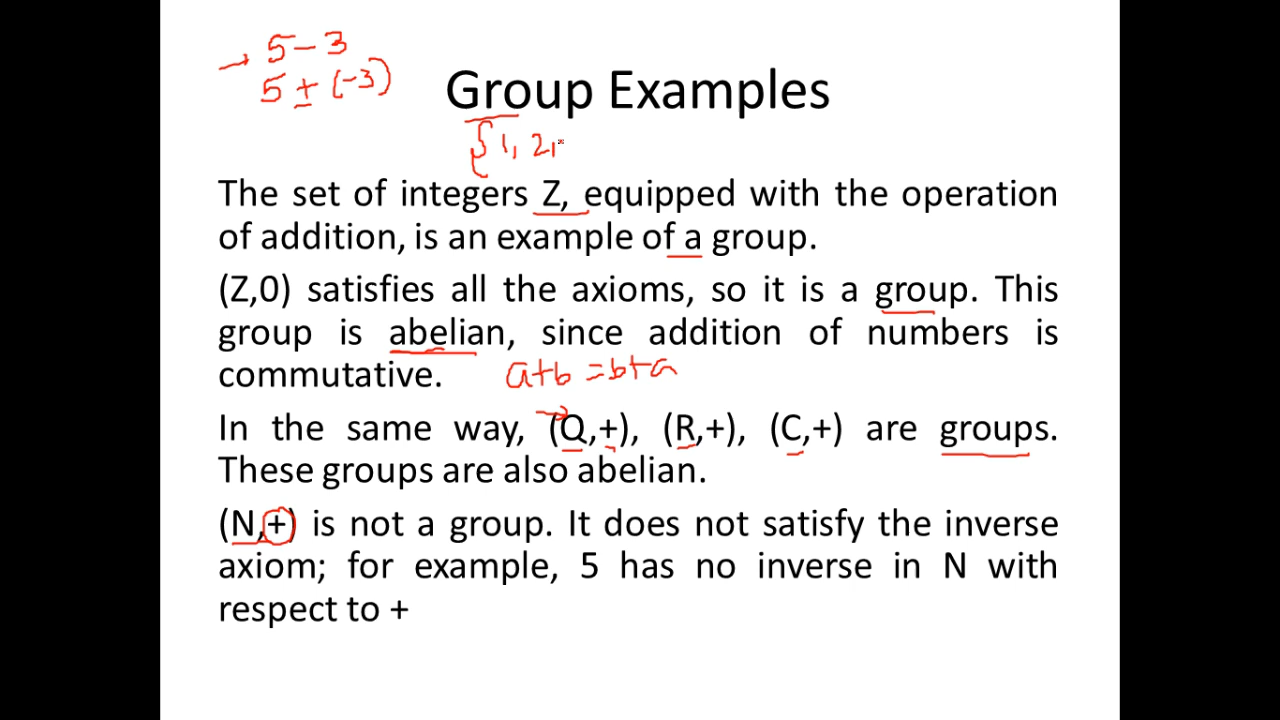 → 5 - 3
5 + (-3)
Group Examples
{1, 2,
The set of integers Z, equipped with the operation
of addition, is an example of a group.
(Z,0) satisfies all the axioms, so it is a group. This
group is abelian, since addition of numbers is
commutative. a+b = b+a
In the same way, (Q,+), (R,+), (C,+) are groups.
These groups are also abelian.
(N,+) is not a group. It does not satisfy the inverse
axiom; for example, 5 has no inverse in N with
respect to +